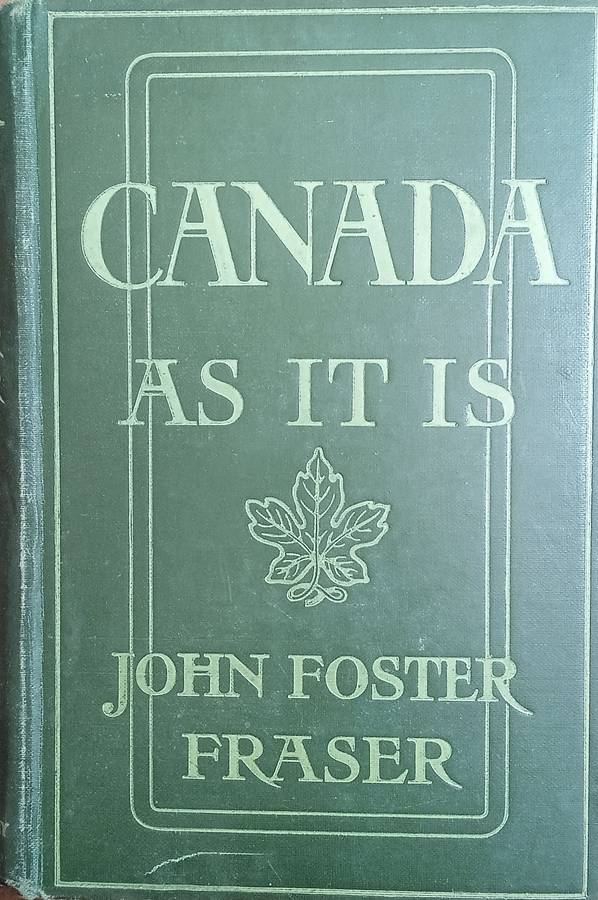 CANADA
AS IT IS
JOHN FOSTER
FRASER